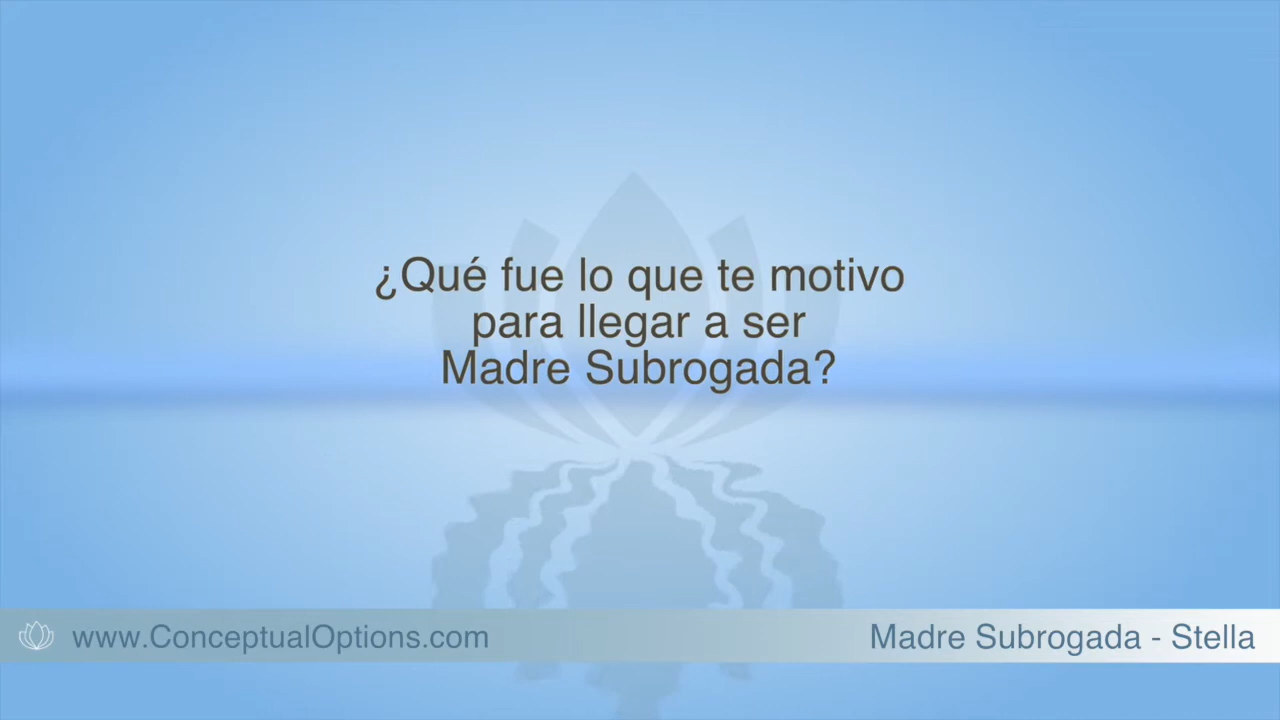 ¿Qué fue lo que te motivo
para llegar a ser
Madre Subrogada?
www.ConceptualOptions.com
Madre Subrogada - Stella